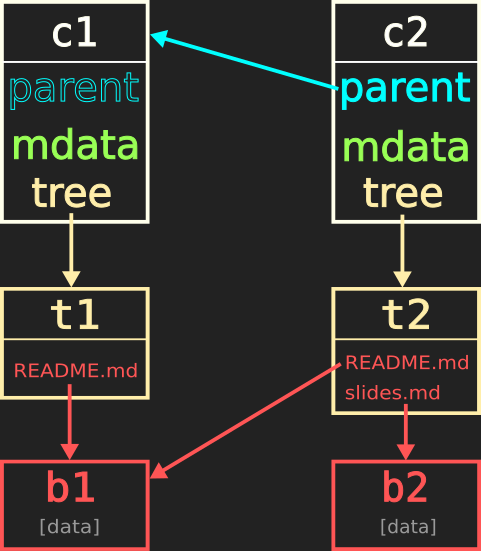 c1
parent
mdata
tree
c2
parent
mdata
tree
t1
README.md
t2
README.md
slides.md
b1
[data]
b2
[data]